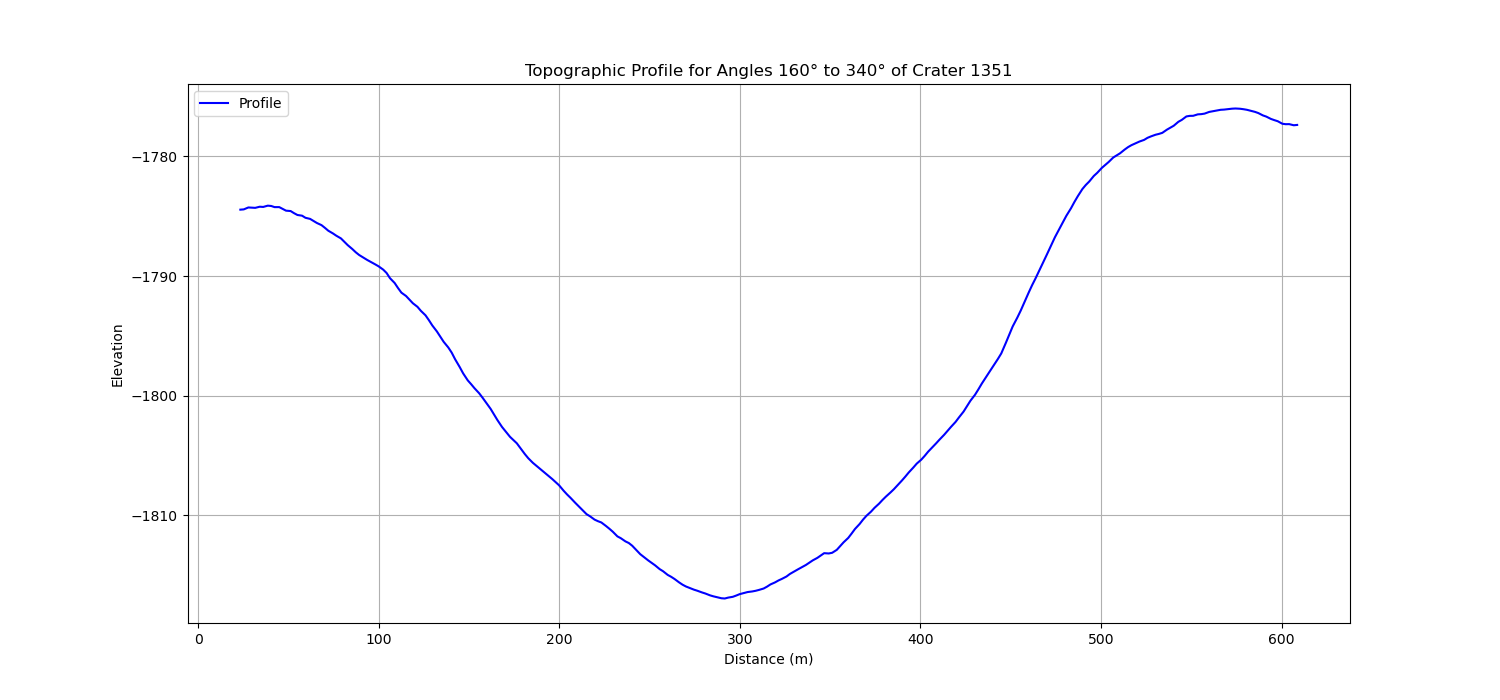 Topographic Profile for Angles 160° to 340° of Crater 1351
Profile
−1780
−1790
−1800
−1810
Elevation
0 100 200 300 400 500 600
Distance (m)